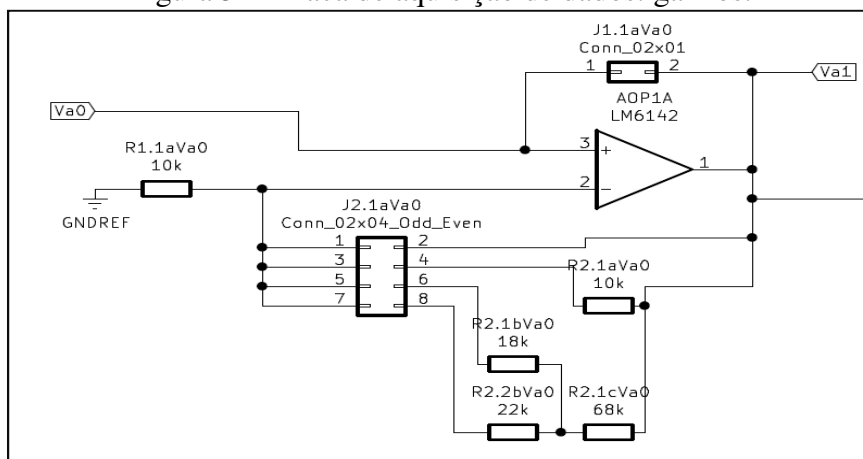 J1.1aVa0
Conn_02x01
1 2
Va1
AOP1A
LM6142
Va0
3 +
1
R1.1aVa0
10k
2 -
GNDREF
J2.1aVa0
Conn_02x04_Odd_Even
1 2
3 4
5 6
7 8
R2.1aVa0
10k
R2.1bVa0
18k
R2.2bVa0
22k
R2.1cVa0
68k